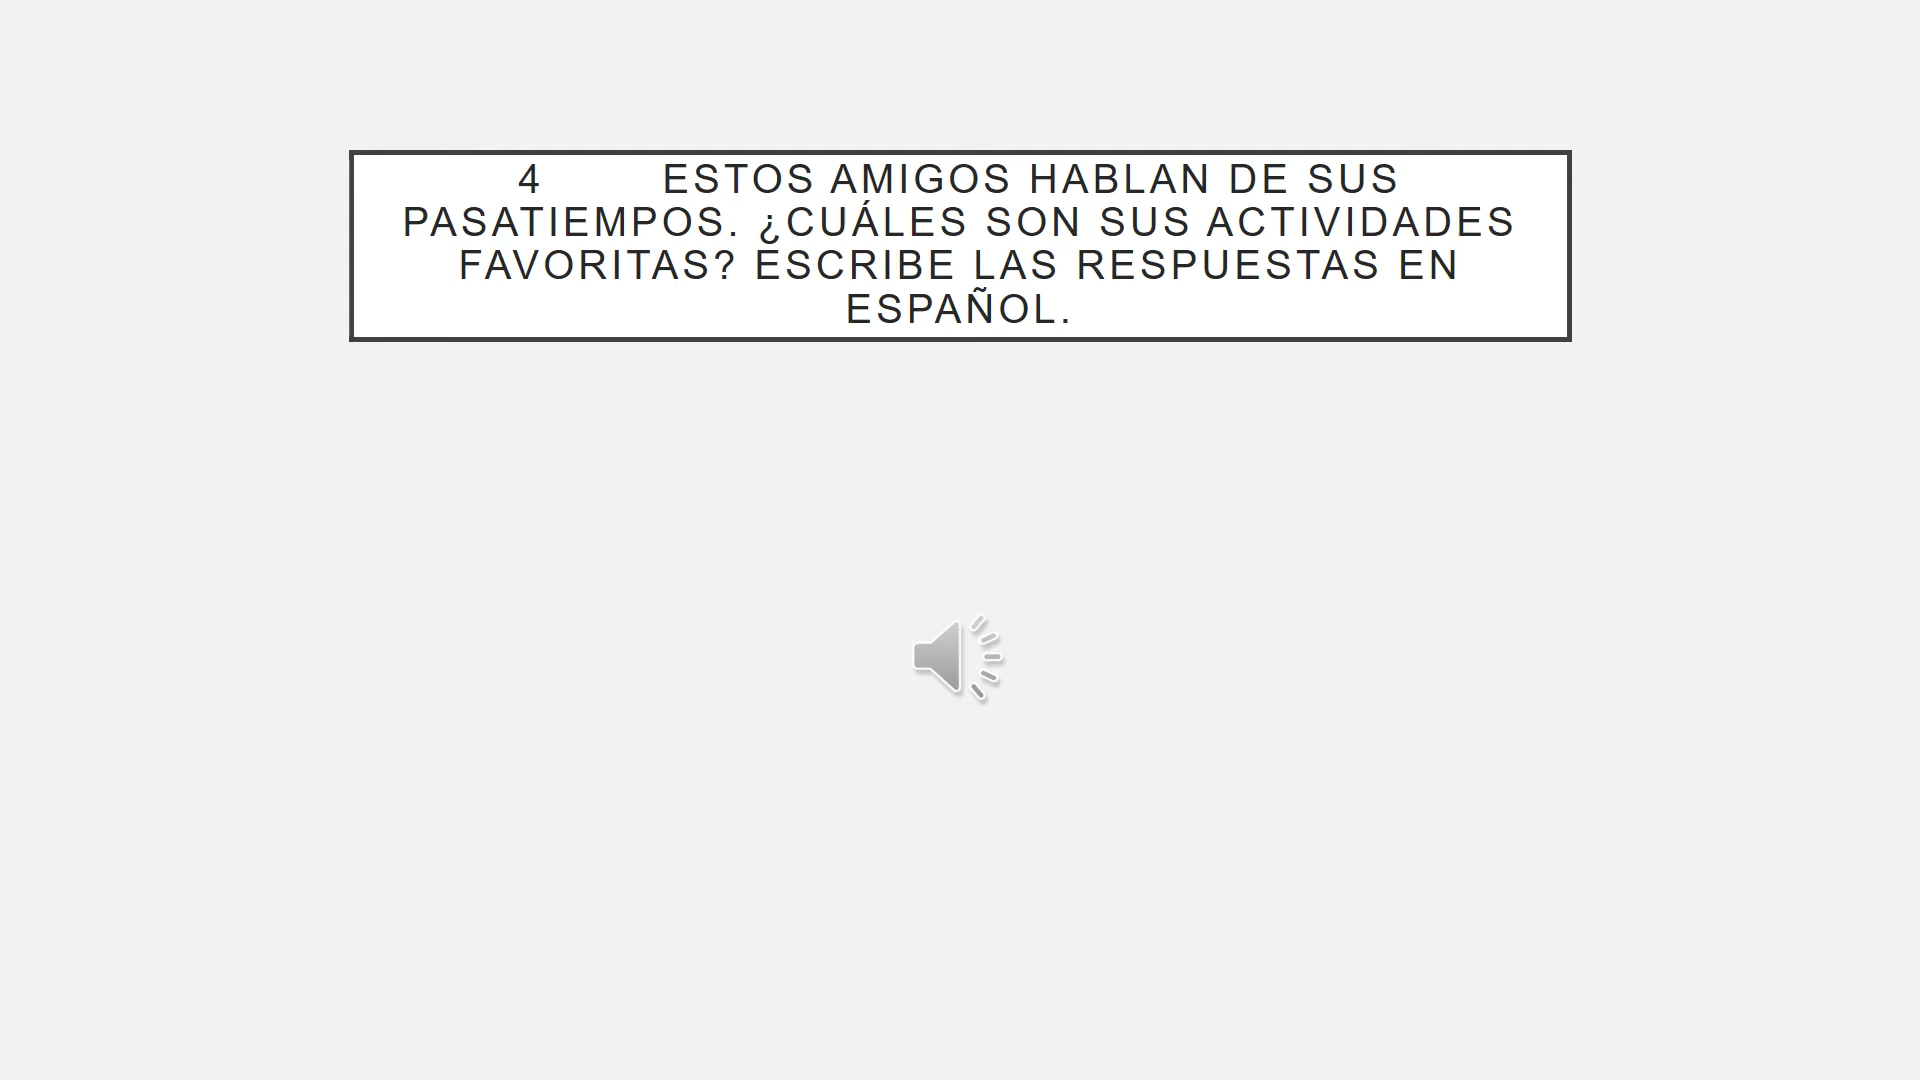 4 ESTOS AMIGOS HABLAN DE SUS
PASATIEMPOS. ¿CUÁLES SON SUS ACTIVIDADES
FAVORITAS? ESCRIBE LAS RESPUESTAS EN
ESPAÑOL.